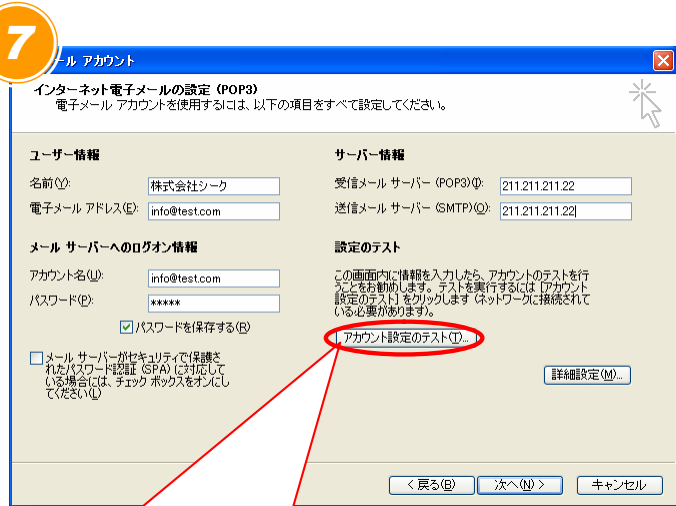 7
ール アカウント
インターネット電子メールの設定 (POP3)
電子メール アカウントを使用するには、以下の項目をすべて設定してください。
ユーザー情報
名前(Y):
株式会社シーク
電子メール アドレス(E):
info@test.com
メール サーバーへのログオン情報
アカウント名(U):
info@test.com
パスワード(P):
*****
パスワードを保存する(R)
メール サーバーがセキュリティで保護さ
れたパスワード認証 (SPA) に対応して
いる場合には、チェック ボックスをオンにし
てください(L)
サーバー情報
受信メール サーバー (POP3)(I):
211.211.211.22
送信メール サーバー (SMTP)(O):
211.211.211.22
設定のテスト
この画面内に情報を入力したら、アカウントのテストを行
うことをお勧めします。テストを実行するには [アカウント
設定のテスト] をクリックします (ネットワークに接続されて
いる必要があります)。
アカウント設定のテスト(T)...
詳細設定(M)...
< 戻る(B)
次へ(N) >
キャンセル